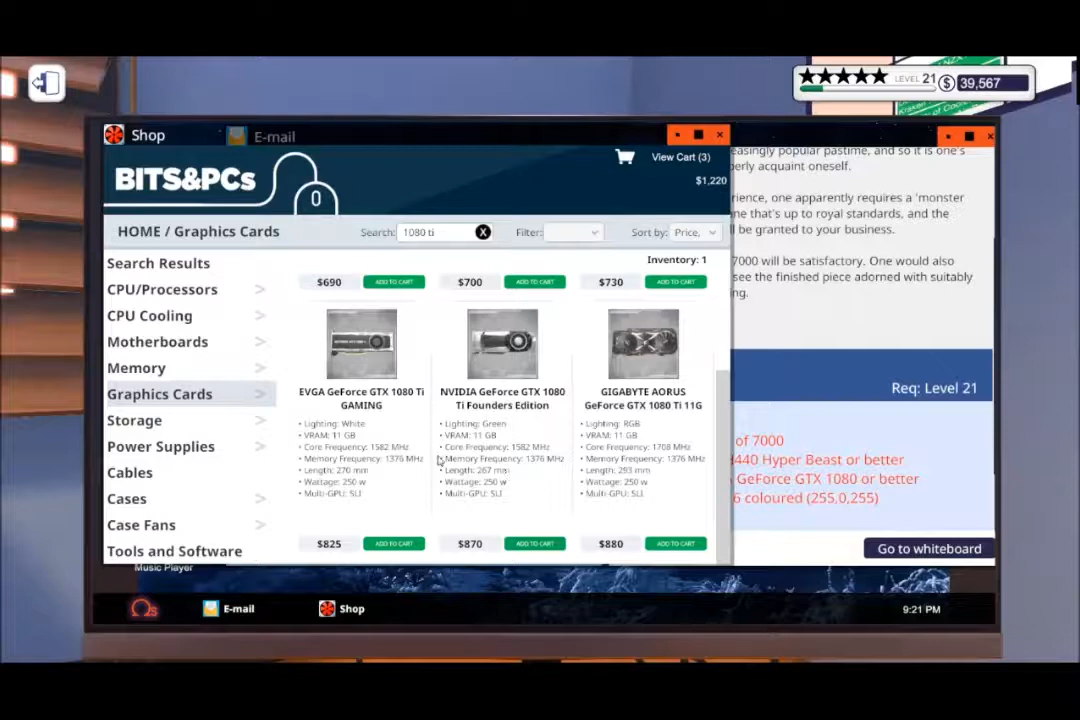 LEVEL 21
$ 39,567
Shop
E-mail
BITS&PCs
View Cart (3)
$1,220
HOME / Graphics Cards
Search:
1080 ti
X
Filter:
Sort by:
Price,
Inventory: 1
Search Results
CPU/Processors
CPU Cooling
Motherboards
Memory
Graphics Cards
Storage
Power Supplies
Cables
Cases
Case Fans
Tools and Software
$690
ADD TO CART
$700
ADD TO CART
$730
ADD TO CART
EVGA GeForce GTX 1080 Ti
GAMING
• Lighting: White
• VRAM: 11 GB
• Core Frequency: 1582 MHz
• Memory Frequency: 1376 MHz
• Length: 270 mm
• Wattage: 250 w
• Multi-GPU: SLI
$825
ADD TO CART
NVIDIA GeForce GTX 1080
Ti Founders Edition
• Lighting: Green
• VRAM: 11 GB
• Core Frequency: 1582 MHz
• Memory Frequency: 1376 MHz
• Length: 267 mm
• Wattage: 250 w
• Multi-GPU: SLI
$870
ADD TO CART
GIGABYTE AORUS
GeForce GTX 1080 Ti 11G
• Lighting: RGB
• VRAM: 11 GB
• Core Frequency: 1708 MHz
• Memory Frequency: 1376 MHz
• Length: 293 mm
• Wattage: 250 w
• Multi-GPU: SLI
$880
ADD TO CART
easingly popular pastime, and so it is one's
perly acquaint oneself.
rience, one apparently requires a 'monster
ne that's up to royal standards, and the
ll be granted to your business.
7000 will be satisfactory. One would also
see the finished piece adorned with suitably
ng.
Req: Level 21
of 7000
I440 Hyper Beast or better
GeForce GTX 1080 or better
6 coloured (255,0,255)
Go to whiteboard
Music Player
E-mail
Shop
9:21 PM